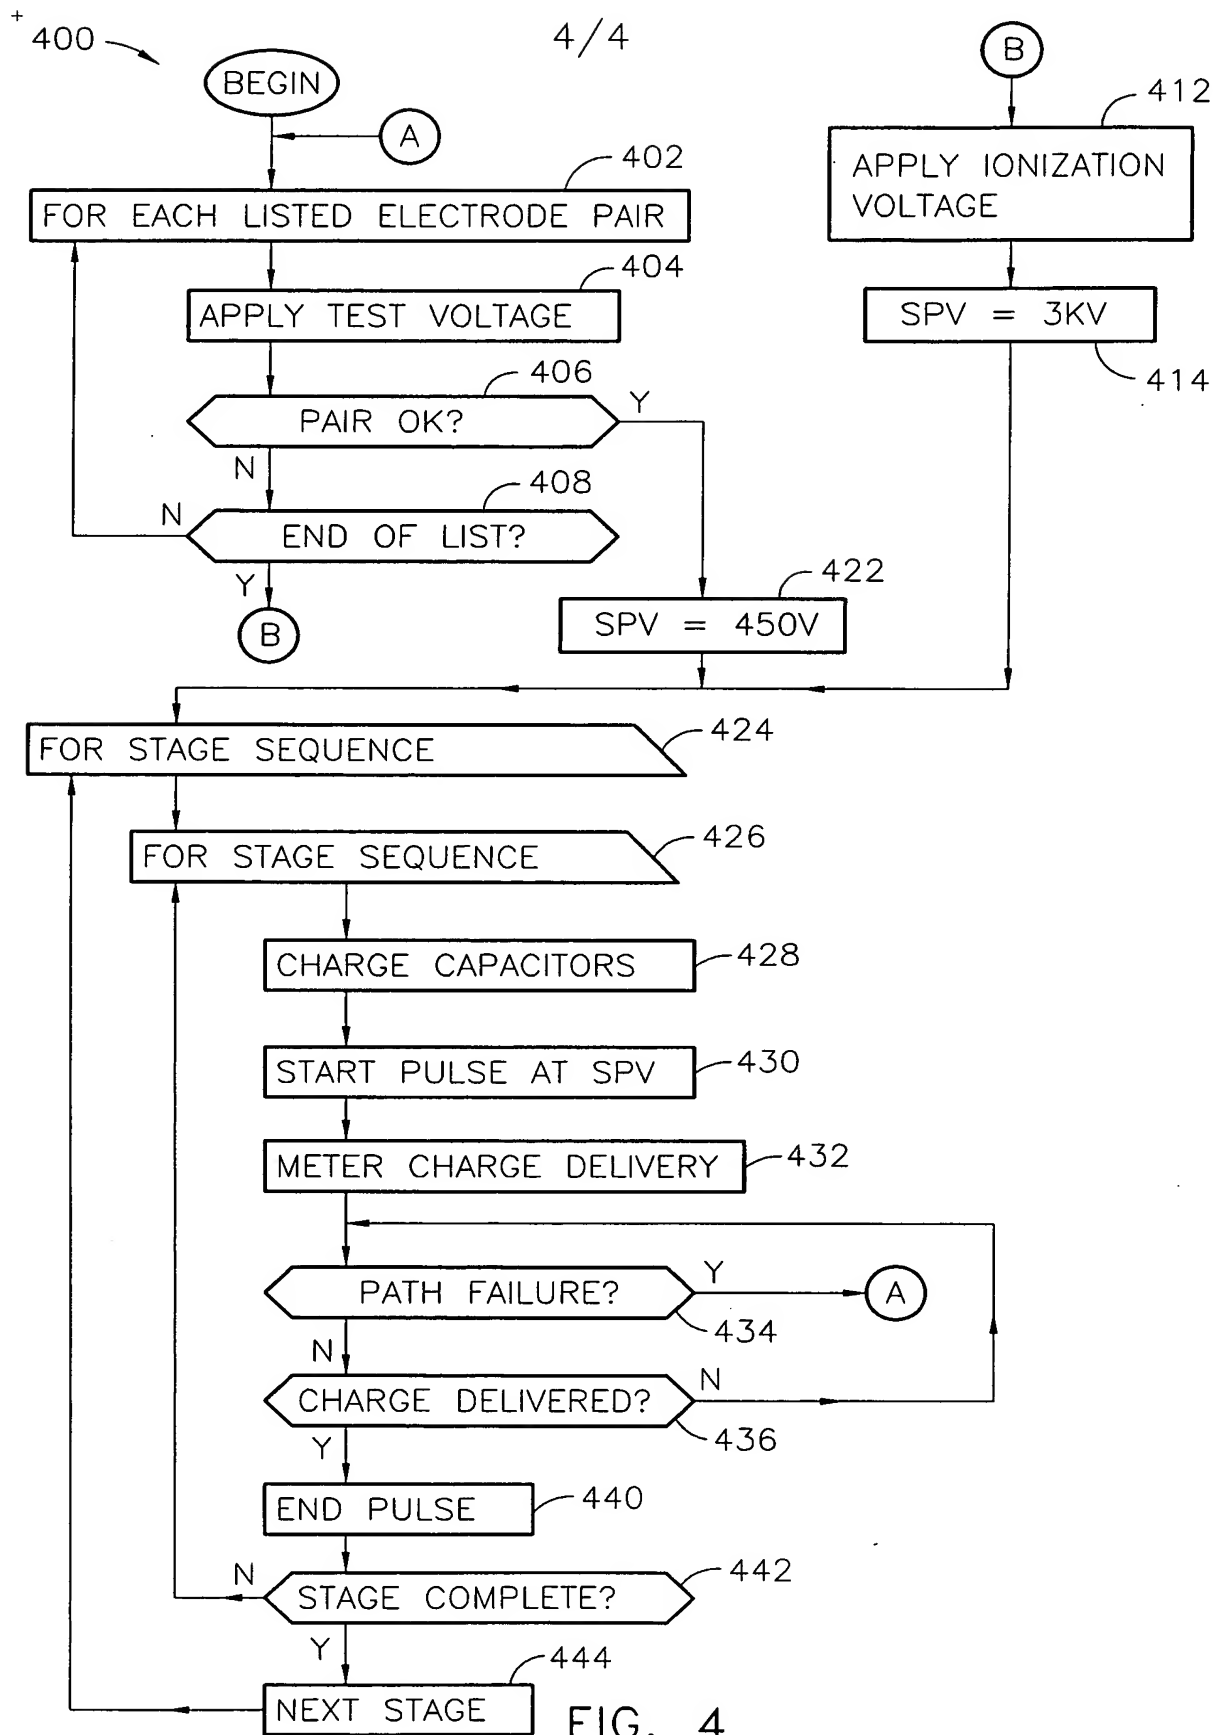 +
400
4/4
BEGIN
A
402
FOR EACH LISTED ELECTRODE PAIR
404
APPLY TEST VOLTAGE
406
PAIR OK?
Y
N
408
END OF LIST?
N
Y
B
B
412
APPLY IONIZATION
VOLTAGE
SPV = 3KV
414
422
SPV = 450V
FOR STAGE SEQUENCE
424
FOR STAGE SEQUENCE
426
CHARGE CAPACITORS
428
START PULSE AT SPV
430
METER CHARGE DELIVERY
432
PATH FAILURE?
Y
A
434
N
CHARGE DELIVERED?
N
436
Y
END PULSE
440
STAGE COMPLETE?
442
N
Y
444
NEXT STAGE
FIG. 4